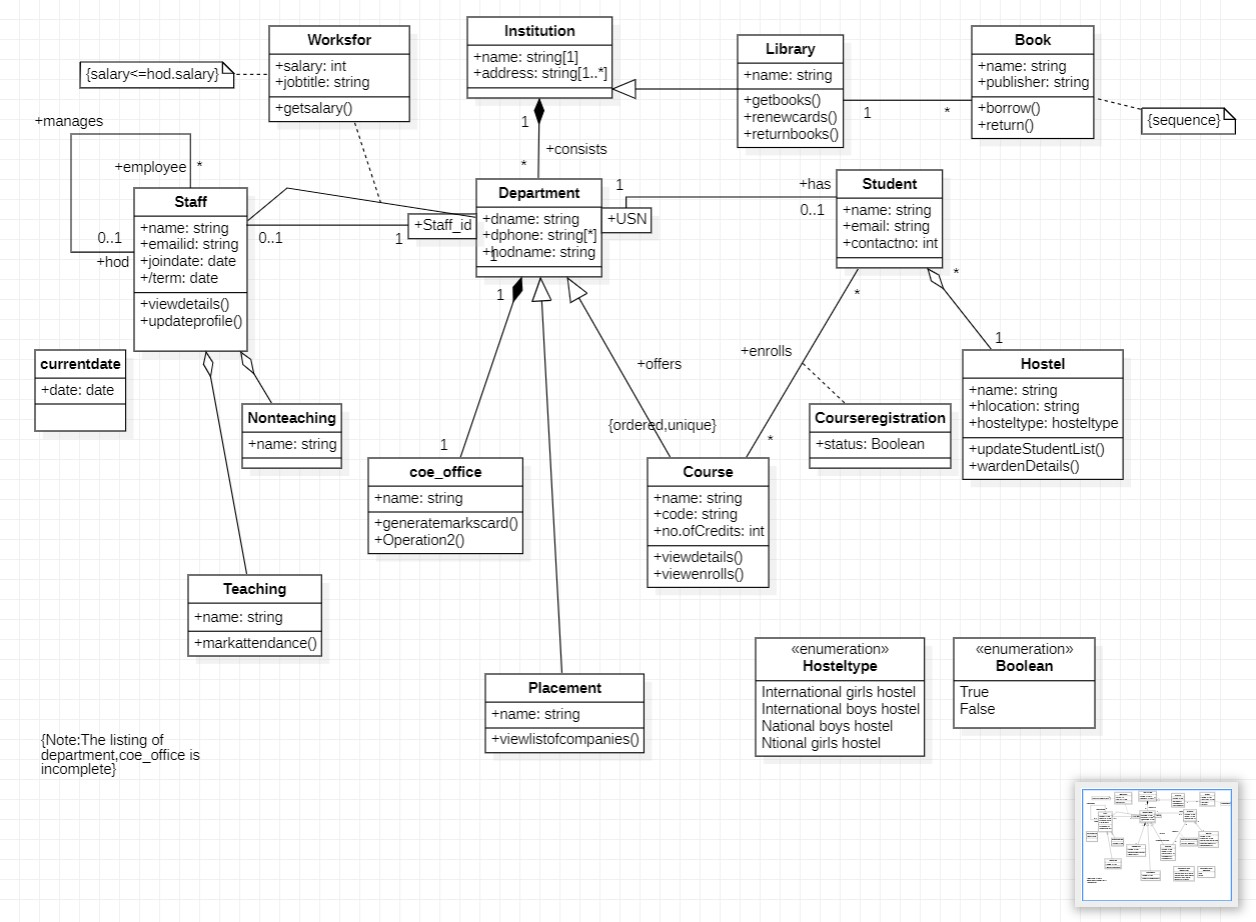 Worksfor
+salary: int
+jobtitle: string
+getsalary()
{salary<=hod.salary}
Institution
+name: string[1]
+address: string[1..*]
Library
+name: string
+getbooks()
+renewcards()
+returnbooks()
Book
+name: string
+publisher: string
+borrow()
+return()
{sequence}
1
*
1
+consists
*
+manages
+employee
*
0..1
+hod
Staff
+name: string
+emailid: string
+joindate: date
+/term: date
+viewdetails()
+updateprofile()
0..1
1
+Staff_id
Department
+dname: string
+dphone: string[*]
+hodname: string
1
+USN
1
+has
0..1
Student
+name: string
+email: string
+contactno: int
*
*
1
1
+offers
+enrolls
{ordered,unique}
*
1
currentdate
+date: date
Nonteaching
+name: string
coe_office
+name: string
+generatemarkscard()
+Operation2()
Course
+name: string
+code: string
+no.ofCredits: int
+viewdetails()
+viewenrolls()
Courseregistration
+status: Boolean
Hostel
+name: string
+hlocation: string
+hosteltype: hosteltype
+updateStudentList()
+wardenDetails()
Teaching
+name: string
+markattendance()
Placement
+name: string
+viewlistofcompanies()
«enumeration»
Hosteltype
International girls hostel
International boys hostel
National boys hostel
Ntional girls hostel
«enumeration»
Boolean
True
False
{Note:The listing of
department,coe_office is
incomplete}